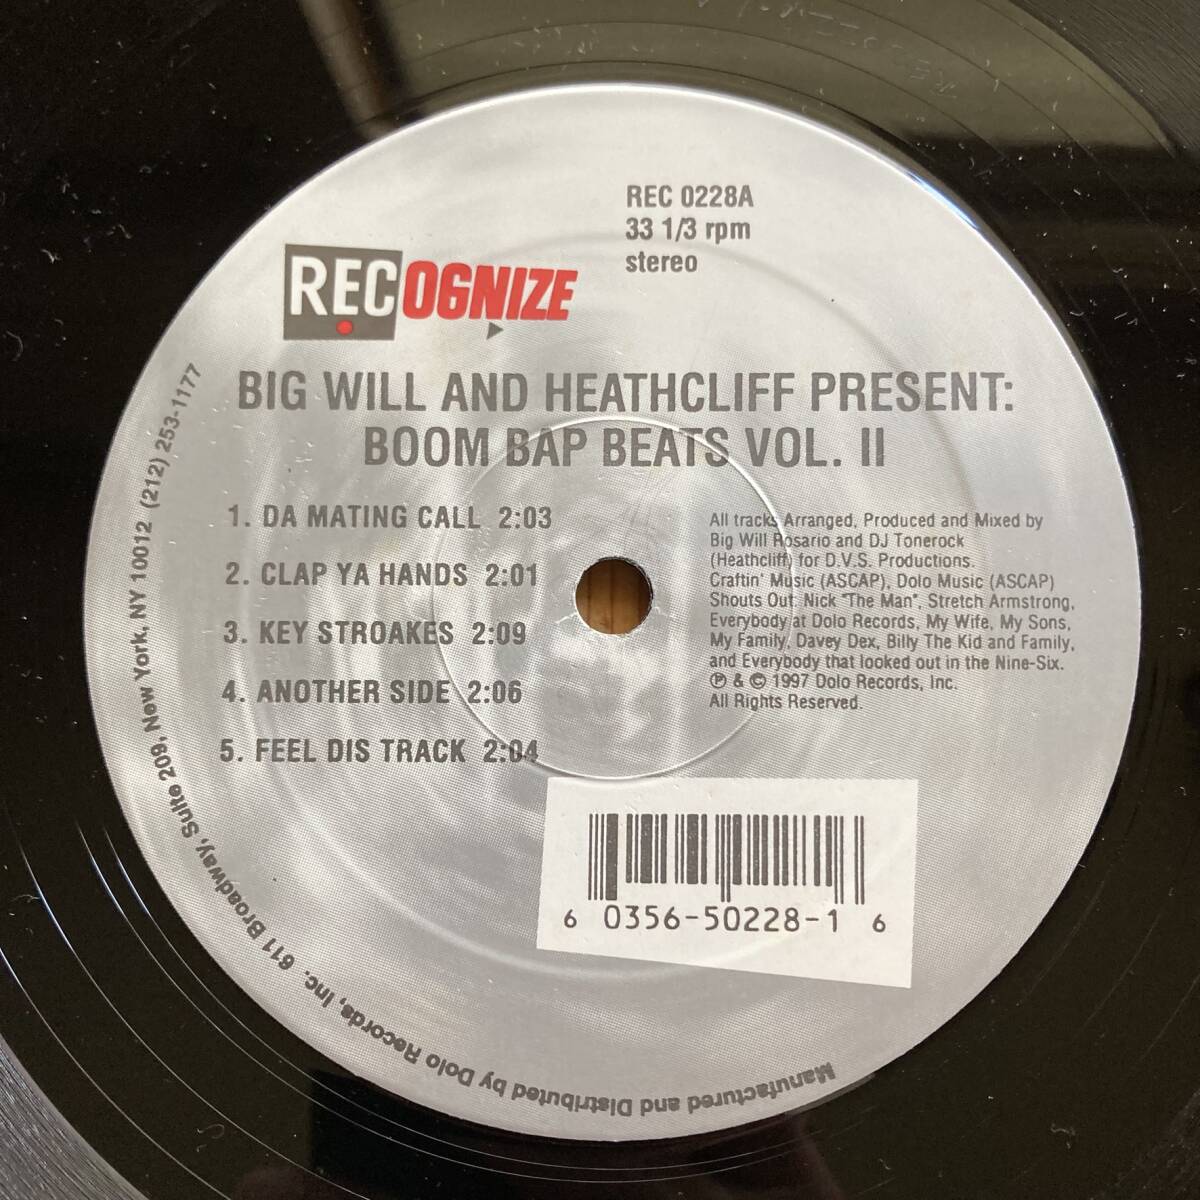 REC 0228A
33 1/3 rpm
stereo
RECOGNIZE
BIG WILL AND HEATHCLIFF PRESENT:
BOOM BAP BEATS VOL. II
1. DA MATING CALL 2:03
2. CLAP YA HANDS 2:01
3. KEY STROAKES 2:09
4. ANOTHER SIDE 2:06
5. FEEL DIS TRACK 2:04
All tracks Arranged, Produced and Mixed by
Big Will Rosario and DJ Tonerock
(Heathcliff) for D.V.S. Productions.
Craftin' Music (ASCAP), Dolo Music (ASCAP)
Shouts Out: Nick "The Man", Stretch Armstrong,
Everybody at Dolo Records, My Wife, My Sons,
My Family, Davey Dex, Billy The Kid and Family,
and Everybody that looked out in the Nine-Six.
℗ & © 1997 Dolo Records, Inc.
All Rights Reserved.
6 0356-50228-1 6
Manufactured and Distributed by Dolo Records, Inc. 611 Broadway, Suite 209, New York, NY 10012 (212) 253-1177